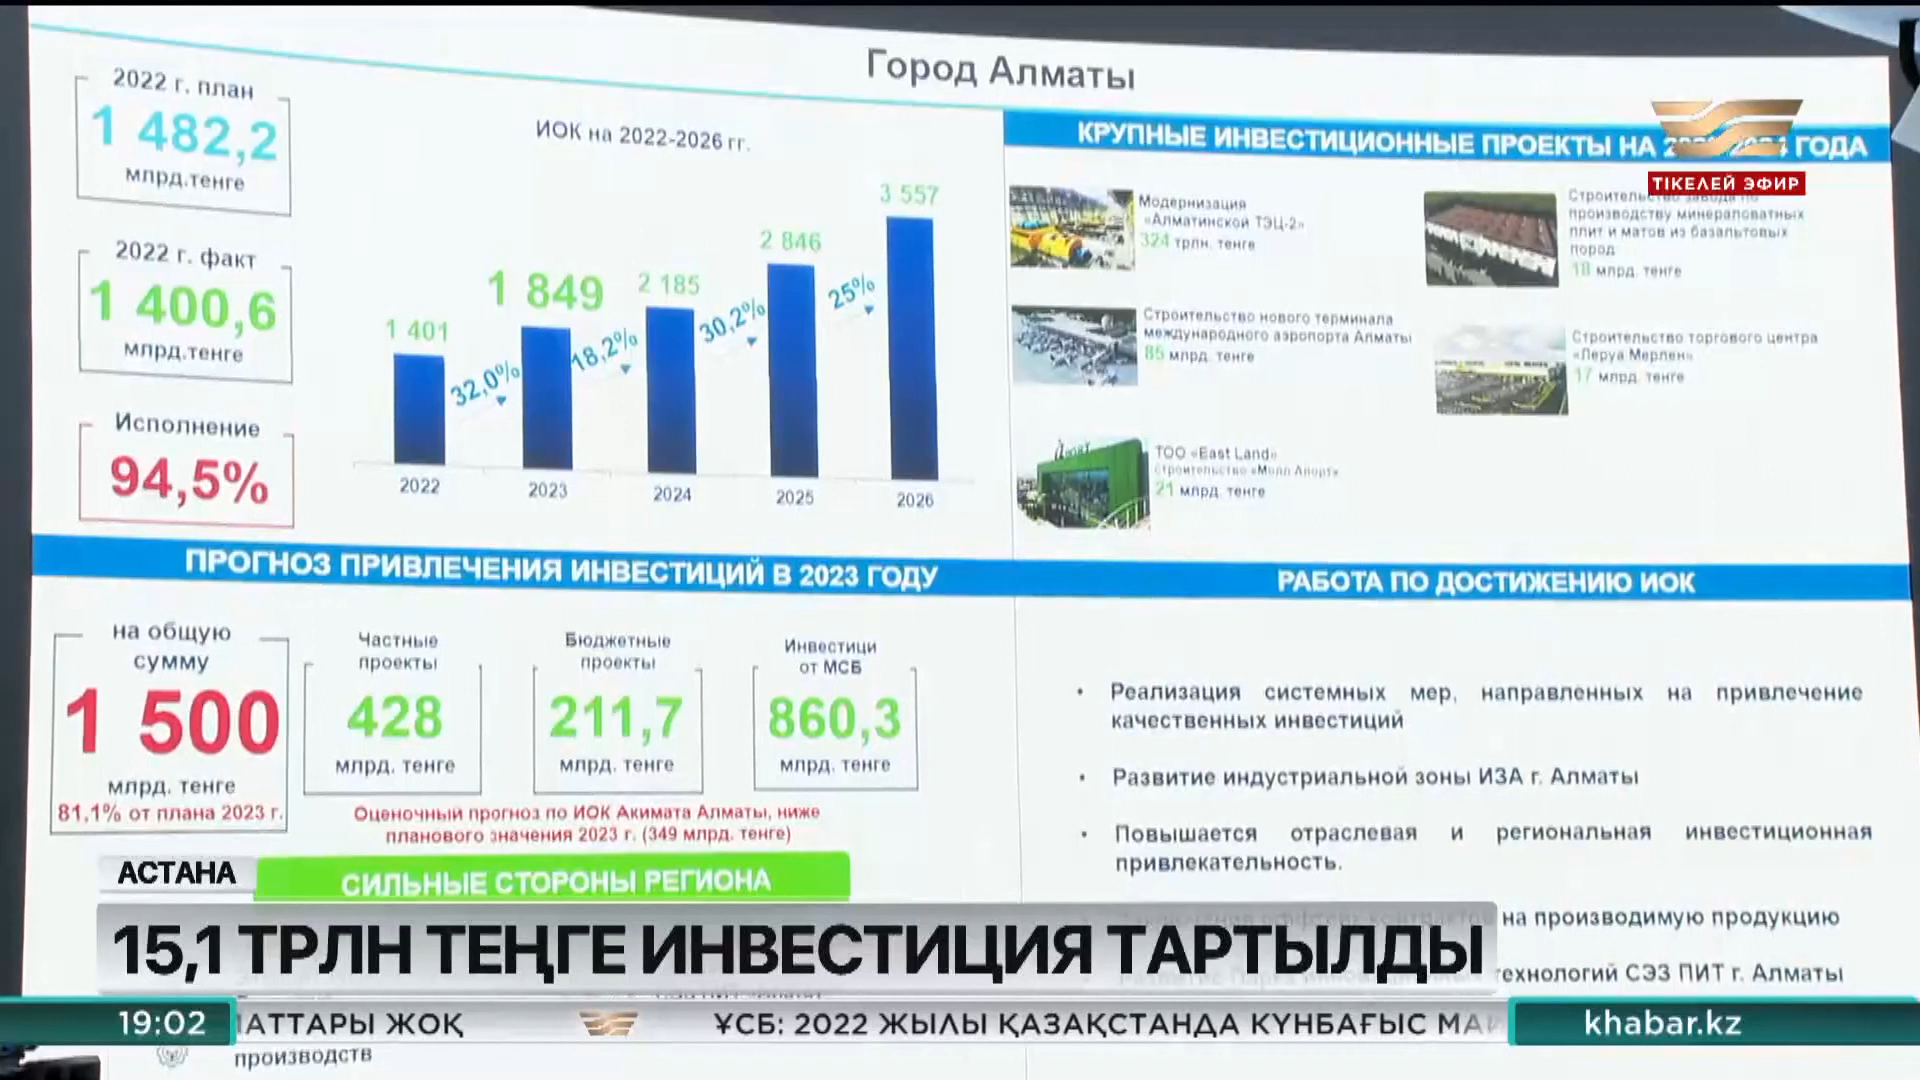 Город Алматы
2022 г. план
1 482,2
млрд.тенге
2022 г. факт
1 400,6
млрд.тенге
Исполнение
94,5%
ИОК на 2022-2026 гг.
1 401
1 849
2 185
2 846
3 557
32,0%
18,2%
30,2%
25%
2022
2023
2024
2025
2026
КРУПНЫЕ ИНВЕСТИЦИОННЫЕ ПРОЕКТЫ НА ГОДА
ТІКЕЛЕЙ ЭФИР
Модернизация
«Алматинской ТЭЦ-2»
324 трлн. тенге
Строительство нового терминала
международного аэропорта Алматы
85 млрд. тенге
ТОО «East Land»
строительство «Молл Апорт»
21 млрд. тенге
Строительство завода по
производству минераловатных
плит и матов из базальтовых
пород
18 млрд. тенге
Строительство торгового центра
«Леруа Мерлен»
17 млрд. тенге
ПРОГНОЗ ПРИВЛЕЧЕНИЯ ИНВЕСТИЦИЙ В 2023 ГОДУ
на общую
сумму
1 500
млрд. тенге
81,1% от плана 2023 г.
Частные
проекты
428
млрд. тенге
Бюджетные
проекты
211,7
млрд. тенге
Инвестици
от МСБ
860,3
млрд. тенге
Оценочный прогноз по ИОК Акимата Алматы, ниже
планового значения 2023 г. (349 млрд. тенге)
РАБОТА ПО ДОСТИЖЕНИЮ ИОК
• Реализация системных мер, направленных на привлечение
качественных инвестиций
• Развитие индустриальной зоны ИЗА г. Алматы
• Повышается отраслевая и региональная инвестиционная
привлекательность.
на производимую продукцию
технологий СЭЗ ПИТ г. Алматы
АСТАНА
СИЛЬНЫЕ СТОРОНЫ РЕГИОНА
15,1 ТРЛН ТЕҢГЕ ИНВЕСТИЦИЯ ТАРТЫЛДЫ
19:02
АТТАРЫ ЖОҚ
ҰСБ: 2022 ЖЫЛЫ ҚАЗАҚСТАНДА КҮНБАҒЫС МА
khabar.kz
производств